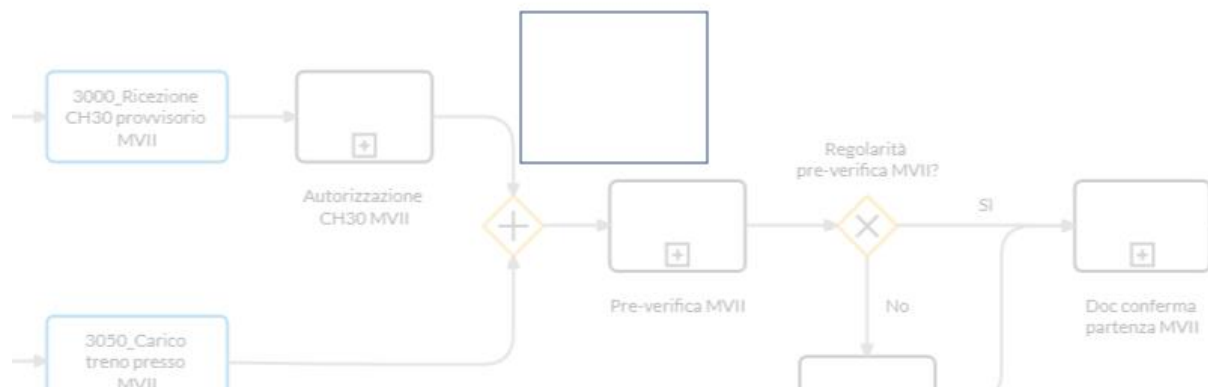 3000_Ricezione
CH30 provvisorio
MVII
Autorizzazione
CH30 MVII
Regolarità
pre-verifica MVII?
SI
Pre-verifica MVII
No
Doc conferma
partenza MVII
3050_Carico
treno presso
MVII